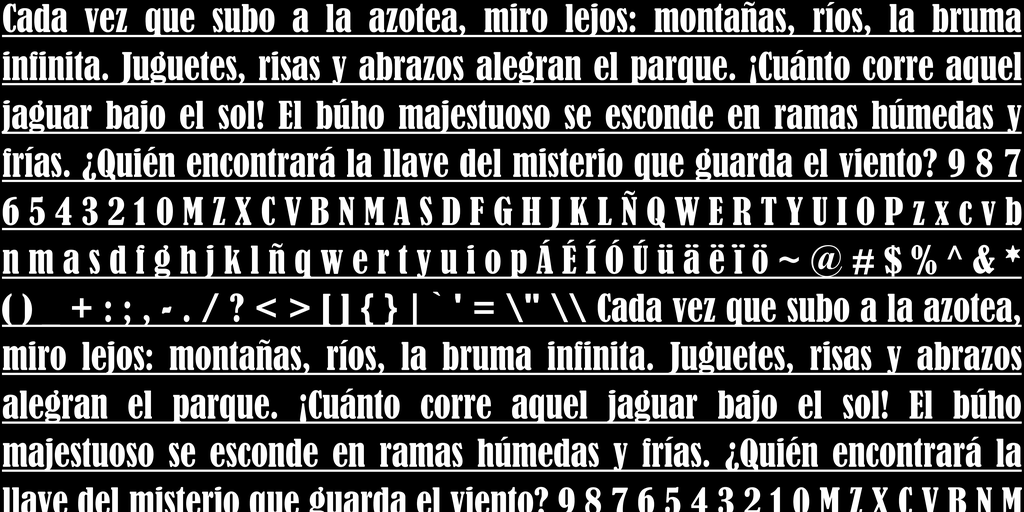 Cada vez que subo a la azotea, miro lejos: montañas, ríos, la bruma
infinita. Juguetes, risas y abrazos alegran el parque. ¡Cuánto corre aquel
jaguar bajo el sol! El búho majestuoso se esconde en ramas húmedas y
frías. ¿Quién encontrará la llave del misterio que guarda el viento? 9 8 7
6 5 4 3 2 1 0 M Z X C V B N M A S D F G H J K L Ñ Q W E R T Y U I O P z x c v b
n m a s d f g h j k l ñ q w e r t y u i o p Á É Í Ó Ú ü ä ë ï ö ~ @ # $ % ^ & *
( ) _ + : ; , - . / ? < > [ ] { } | ` ' = \" \\ Cada vez que subo a la azotea,
miro lejos: montañas, ríos, la bruma infinita. Juguetes, risas y abrazos
alegran el parque. ¡Cuánto corre aquel jaguar bajo el sol! El búho
majestuoso se esconde en ramas húmedas y frías. ¿Quién encontrará la
llave del misterio que guarda el viento? 9 8 7 6 5 4 3 2 1 0 M Z X C V B N M